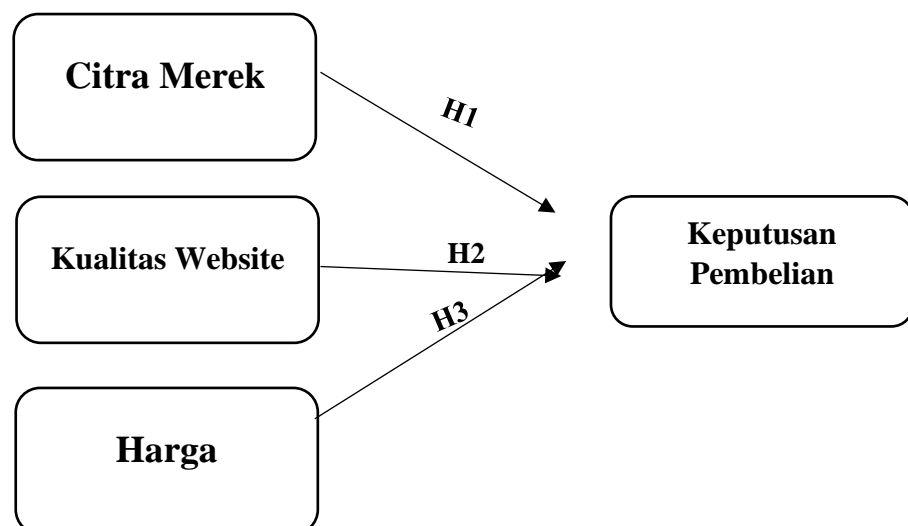 Citra Merek
H1
Kualitas Website
H2
Keputusan
Pembelian
H3
Harga